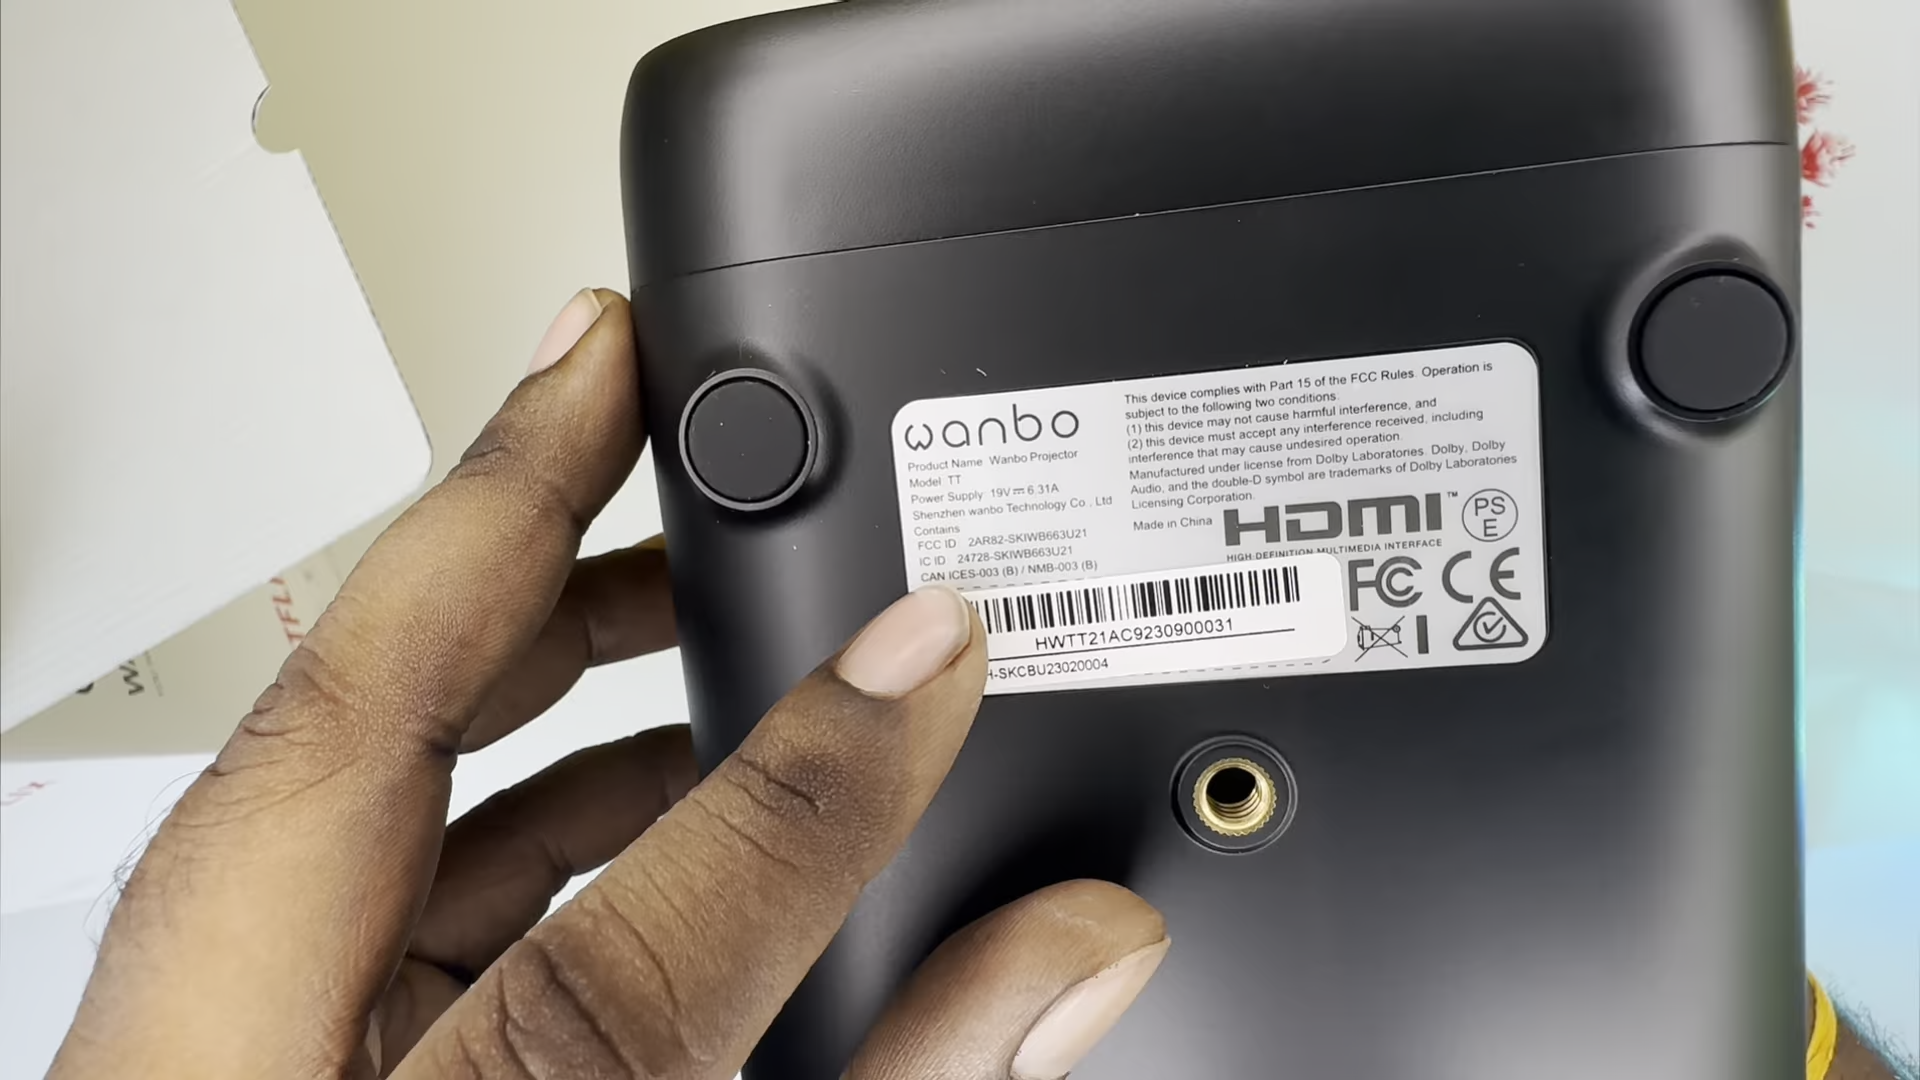 wanbo
Product Name Wanbo Projector
Model TT
Power Supply 19V⎓6.31A
Shenzhen wanbo Technology Co., Ltd
Contains
FCC ID 2AR82-SKIWB663U21
IC ID 24728-SKIWB663U21
CAN ICES-003 (B) / NMB-003 (B)
This device complies with Part 15 of the FCC Rules. Operation is
subject to the following two conditions:
(1) this device may not cause harmful interference, and
(2) this device must accept any interference received, including
interference that may cause undesired operation.
Manufactured under license from Dolby Laboratories. Dolby, Dolby
Audio, and the double-D symbol are trademarks of Dolby Laboratories
Licensing Corporation.
Made in China
HDMI™
HIGH-DEFINITION MULTIMEDIA INTERFACE
PS
E
FC CE
HWTT21AC9230900031
-SKCBU23020004